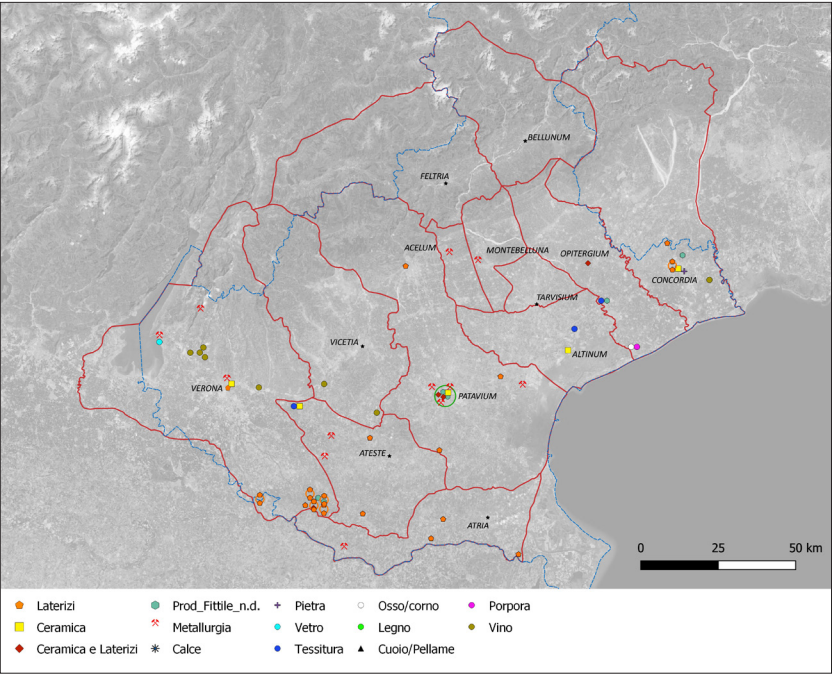 BELLUNUM
FELTRIA
ACELUM
MONTEBELLUNA
OPITERGIUM
CONCORDIA
TARVISIUM
VICETIA
ALTINUM
VERONA
PATAVIUM
ATESTE
ATRIA
0 25 50 km
Laterizi Prod_Fittile_n.d. Pietra Osso/corno Porpora
Ceramica Metallurgia Vetro Legno Vino
Ceramica e Laterizi Calce Tessitura Cuoio/Pellame